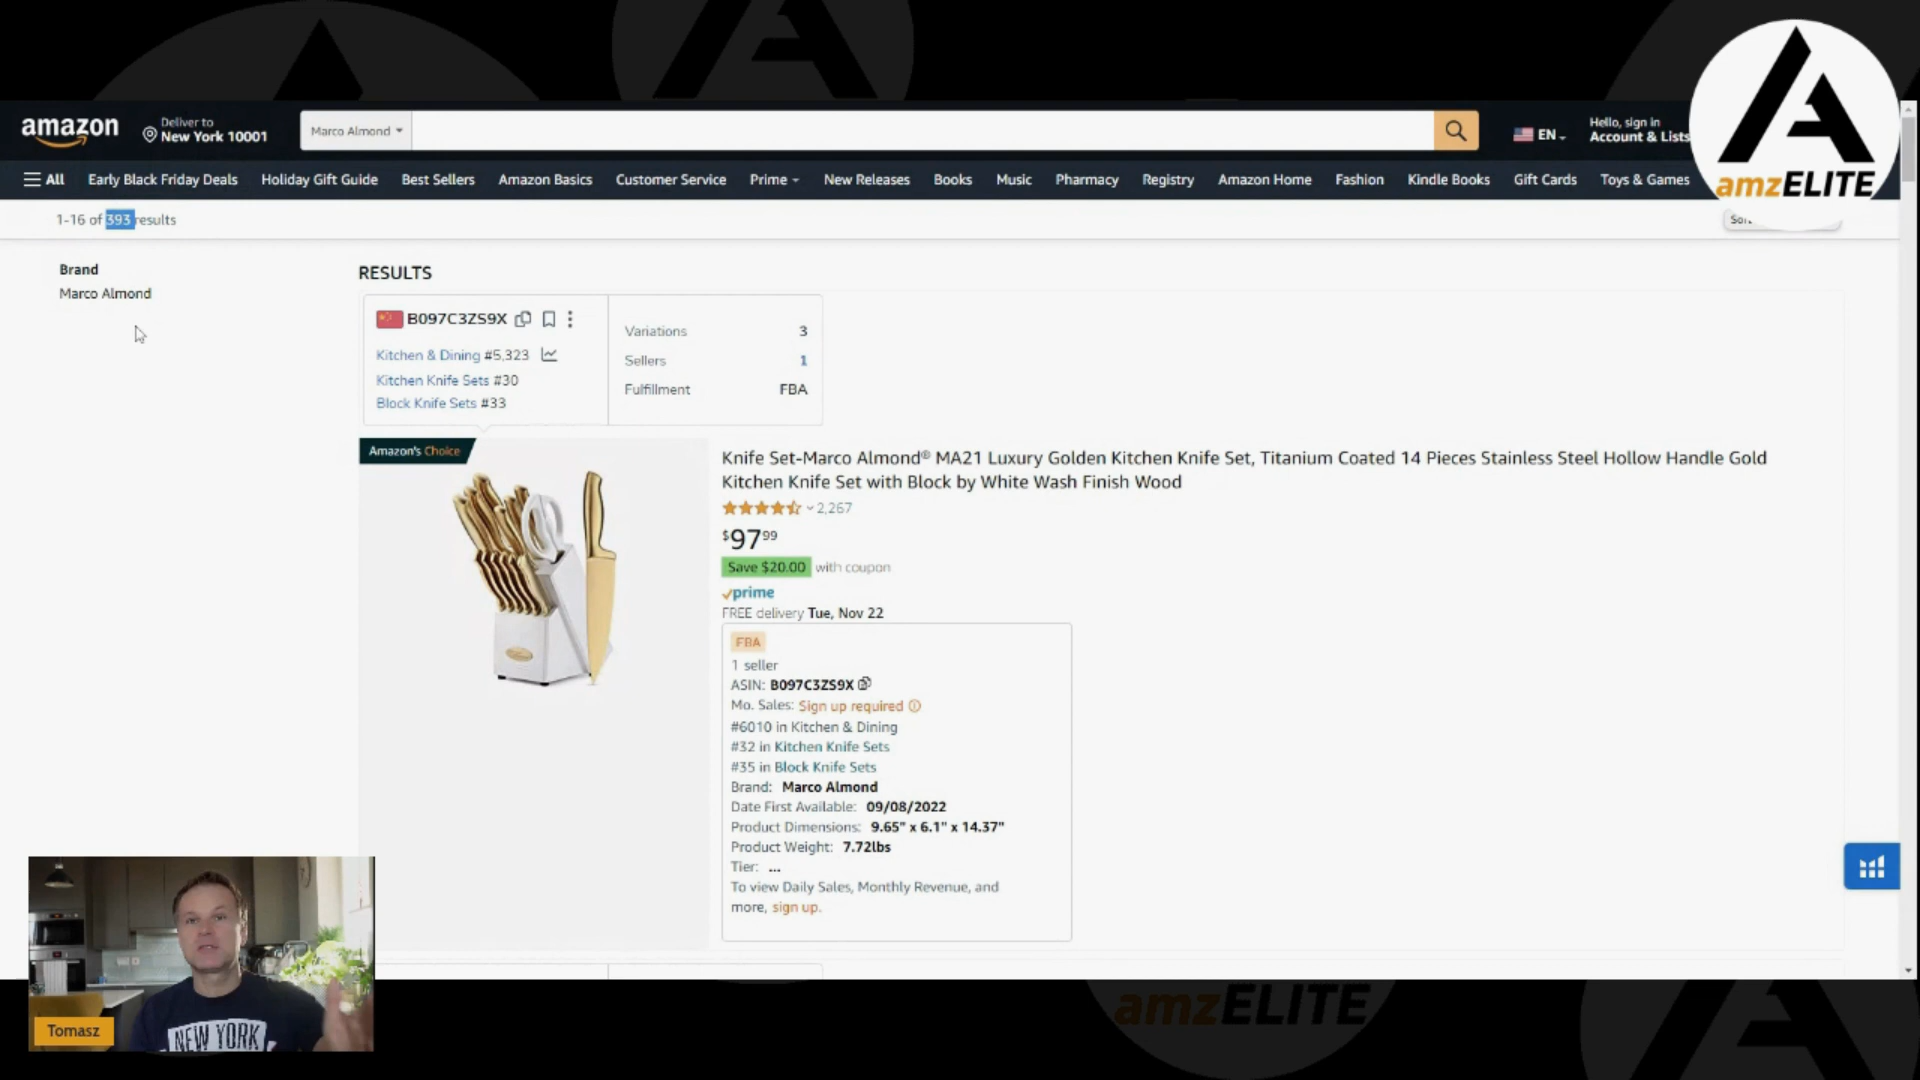 amazon
Deliver to
New York 10001
Marco Almond
EN
Hello, sign in
Account & Lists
amzELITE
All
Early Black Friday Deals
Holiday Gift Guide
Best Sellers
Amazon Basics
Customer Service
Prime
New Releases
Books
Music
Pharmacy
Registry
Amazon Home
Fashion
Kindle Books
Gift Cards
Toys & Games
1-16 of 393 results
Brand
Marco Almond
RESULTS
B097C3ZS9X
Kitchen & Dining #5,323
Kitchen Knife Sets #30
Block Knife Sets #33
Variations 3
Sellers 1
Fulfillment FBA
Amazon's Choice
Knife Set-Marco Almond® MA21 Luxury Golden Kitchen Knife Set, Titanium Coated 14 Pieces Stainless Steel Hollow Handle Gold
Kitchen Knife Set with Block by White Wash Finish Wood
2,267
$97 99
Save $20.00 with coupon
prime
FREE delivery Tue, Nov 22
FBA
1 seller
ASIN: B097C3ZS9X
Mo. Sales: Sign up required
#6010 in Kitchen & Dining
#32 in Kitchen Knife Sets
#35 in Block Knife Sets
Brand: Marco Almond
Date First Available: 09/08/2022
Product Dimensions: 9.65" x 6.1" x 14.37"
Product Weight: 7.72lbs
Tier: ...
To view Daily Sales, Monthly Revenue, and
more, sign up.
NEW YORK
Tomasz
amzELITE